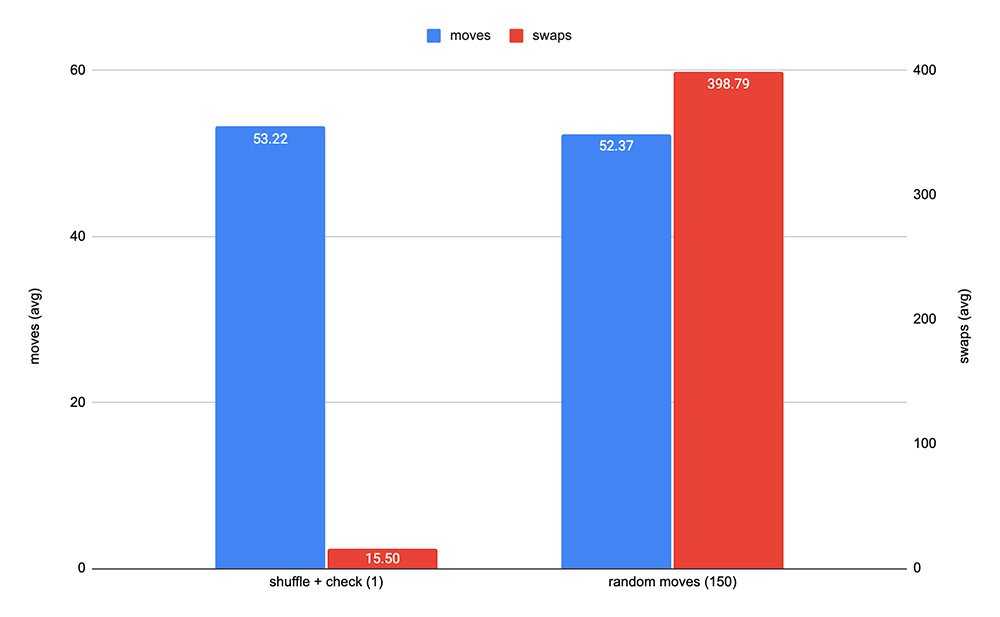 moves swaps
60
40
20
0
moves (avg)
400
300
200
100
0
swaps (avg)
53.22
15.50
52.37
398.79
shuffle + check (1)
random moves (150)